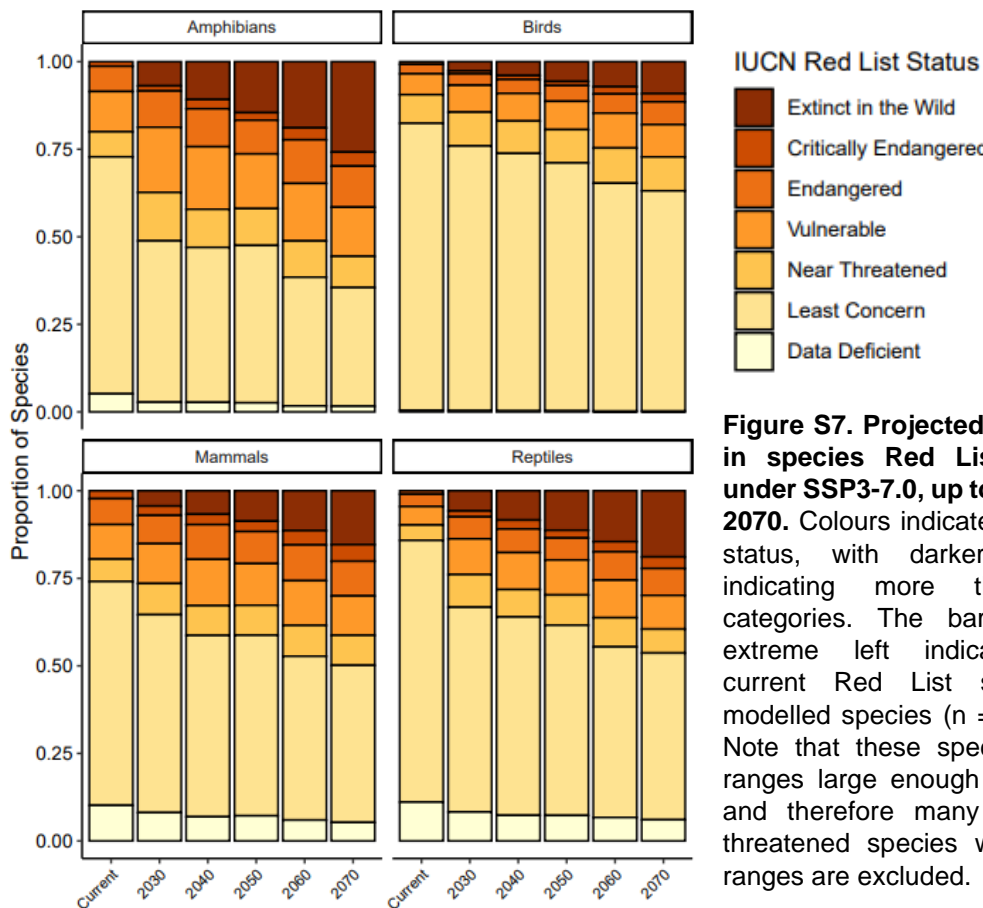 Amphibians
Birds
1.00
0.75
0.50
0.25
0.00
Proportion of Species
Mammals
Reptiles
1.00
0.75
0.50
0.25
0.00
Current
2030
2040
2050
2060
2070
Current
2030
2040
2050
2060
2070
IUCN Red List Status
Extinct in the Wild
Critically Endangered
Endangered
Vulnerable
Near Threatened
Least Concern
Data Deficient
Figure S7. Projected
in species Red Lis
under SSP3-7.0, up to
2070. Colours indicate
status, with darker
indicating more t
categories. The bar
extreme left indica
current Red List s
modelled species (n =
Note that these spec
ranges large enough
and therefore many
threatened species w
ranges are excluded.